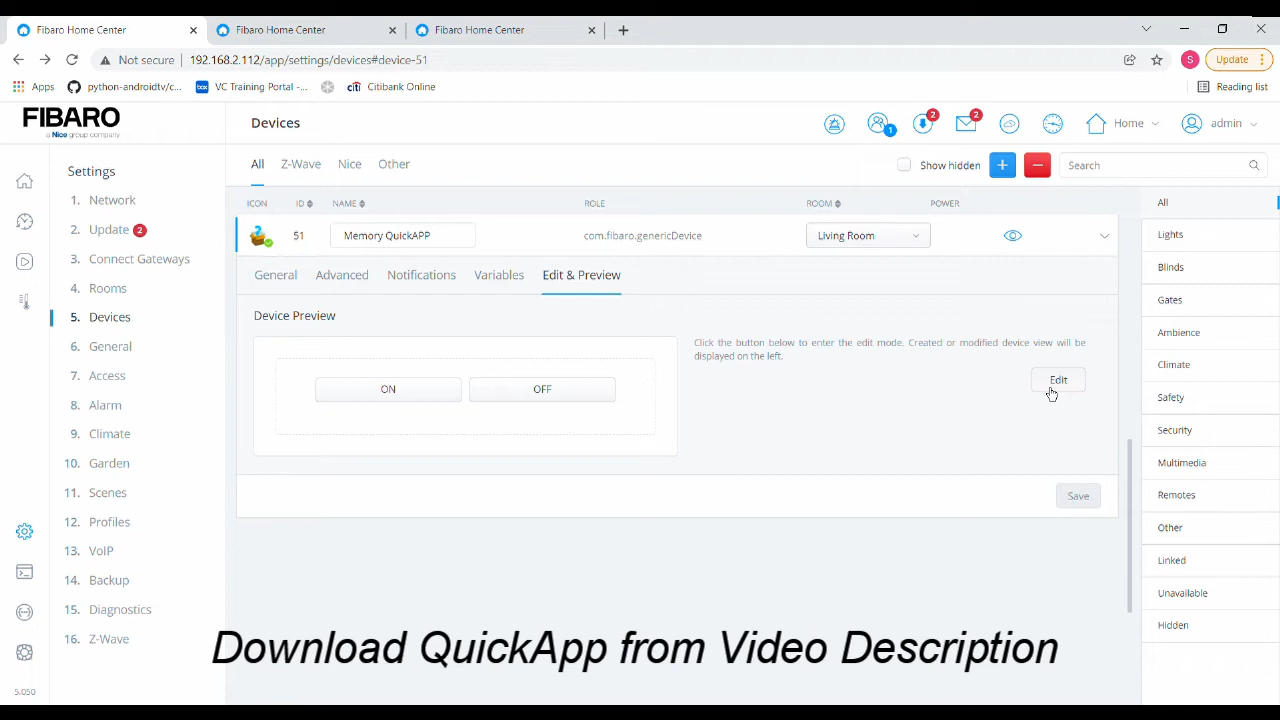 Fibaro Home Center
Fibaro Home Center
Fibaro Home Center
Not secure
192.168.2.112/app/settings/devices#device-51
S
Update
Apps
python-androidtv/c...
box
VC Training Portal -...
citi
Citibank Online
Reading list
FIBARO
a Nice group company
Devices
1
2
2
Home
admin
Settings
1. Network
2. Update 2
3. Connect Gateways
4. Rooms
5. Devices
6. General
7. Access
8. Alarm
9. Climate
10. Garden
11. Scenes
12. Profiles
13. VoIP
14. Backup
15. Diagnostics
16. Z-Wave
5.050
All Z-Wave Nice Other
Show hidden
Search
ICON ID NAME ROLE ROOM POWER
51 Memory QuickAPP com.fibaro.genericDevice Living Room
General Advanced Notifications Variables Edit & Preview
Device Preview
ON OFF
Click the button below to enter the edit mode. Created or modified device view will be
displayed on the left.
Edit
Save
All
Lights
Blinds
Gates
Ambience
Climate
Safety
Security
Multimedia
Remotes
Other
Linked
Unavailable
Hidden
Download QuickApp from Video Description